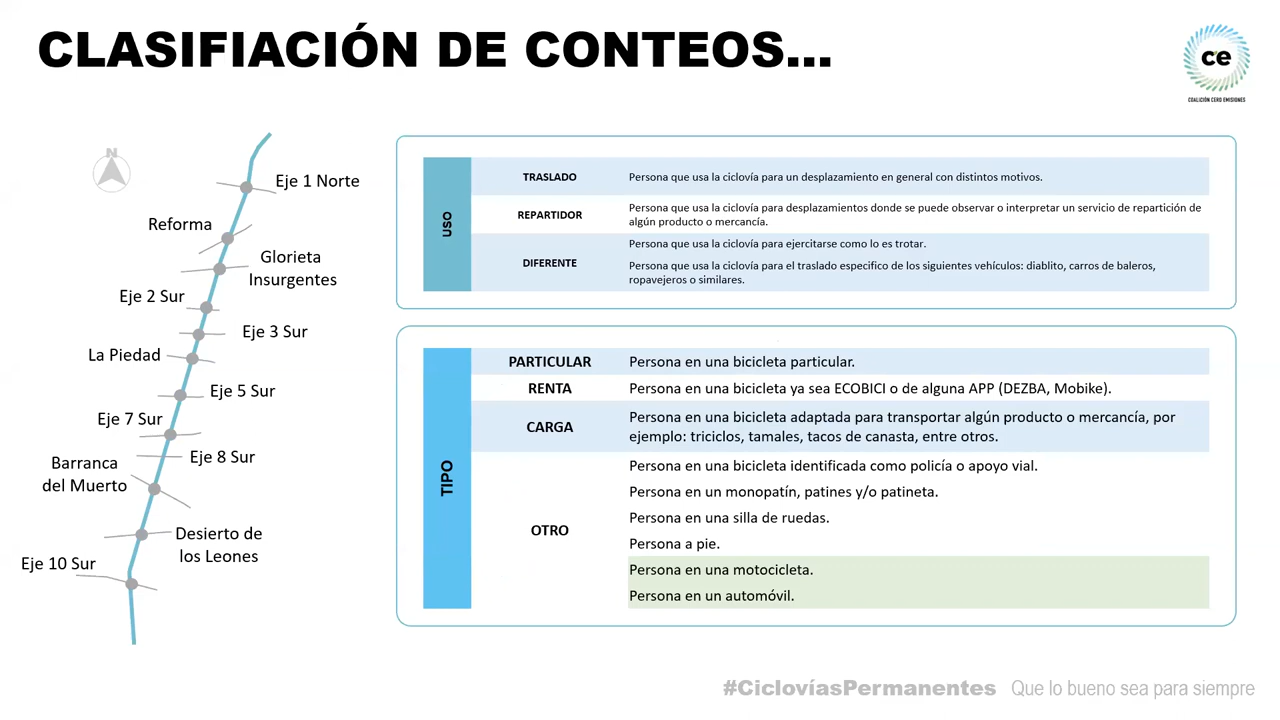 CLASIFIACIÓN DE CONTEOS...
ce
COALICIÓN CERO EMISIONES
N
Eje 1 Norte
Reforma
Glorieta
Insurgentes
Eje 2 Sur
Eje 3 Sur
La Piedad
Eje 5 Sur
Eje 7 Sur
Eje 8 Sur
Barranca
del Muerto
Desierto de
los Leones
Eje 10 Sur
USO
TRASLADO
Persona que usa la ciclovía para un desplazamiento en general con distintos motivos.
REPARTIDOR
Persona que usa la ciclovía para desplazamientos donde se puede observar o interpretar un servicio de repartición de
algún producto o mercancía.
DIFERENTE
Persona que usa la ciclovía para ejercitarse como lo es trotar.
Persona que usa la ciclovía para el traslado especifico de los siguientes vehículos: diablito, carros de baleros,
ropavejeros o similares.
TIPO
PARTICULAR
Persona en una bicicleta particular.
RENTA
Persona en una bicicleta ya sea ECOBICI o de alguna APP (DEZBA, Mobike).
CARGA
Persona en una bicicleta adaptada para transportar algún producto o mercancía, por
ejemplo: triciclos, tamales, tacos de canasta, entre otros.
OTRO
Persona en una bicicleta identificada como policía o apoyo vial.
Persona en un monopatín, patines y/o patineta.
Persona en una silla de ruedas.
Persona a pie.
Persona en una motocicleta.
Persona en un automóvil.
#CiclovíasPermanentes Que lo bueno sea para siempre